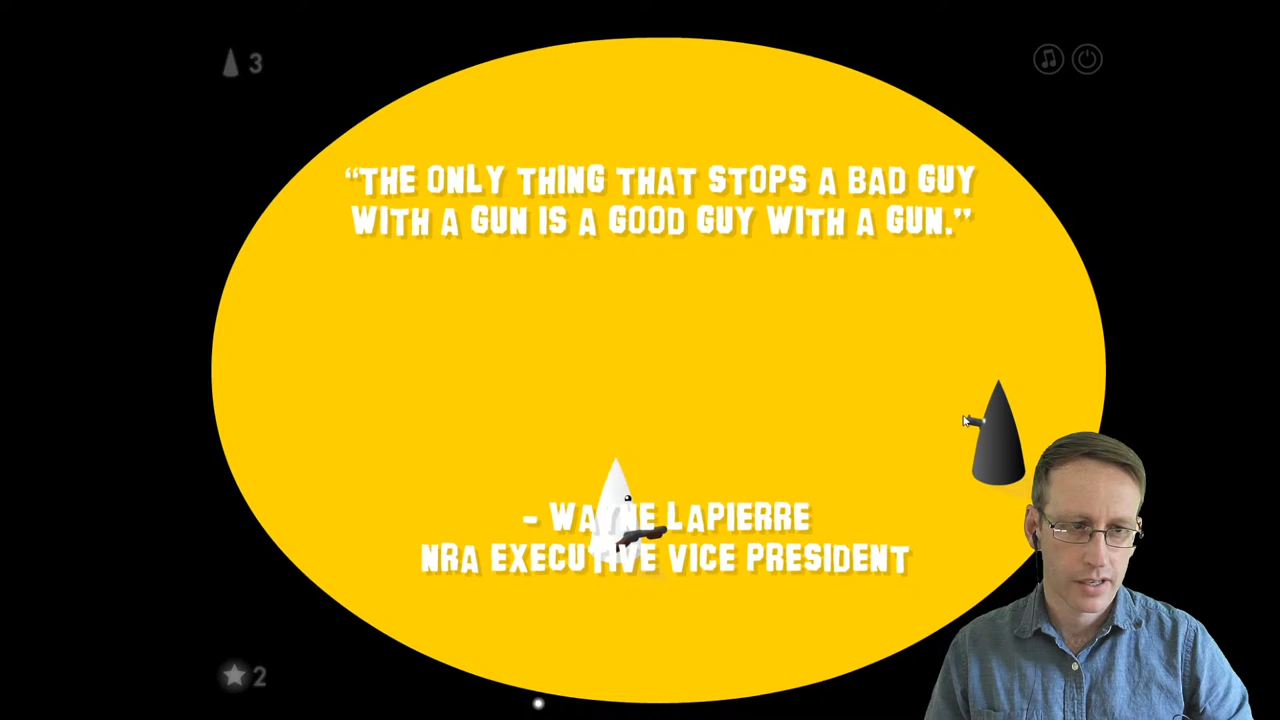 3
“THE ONLY THING THAT STOPS A BAD GUY
WITH A GUN IS A GOOD GUY WITH A GUN.”
- WAYNE LAPIERRE
NRA EXECUTIVE VICE PRESIDENT
2